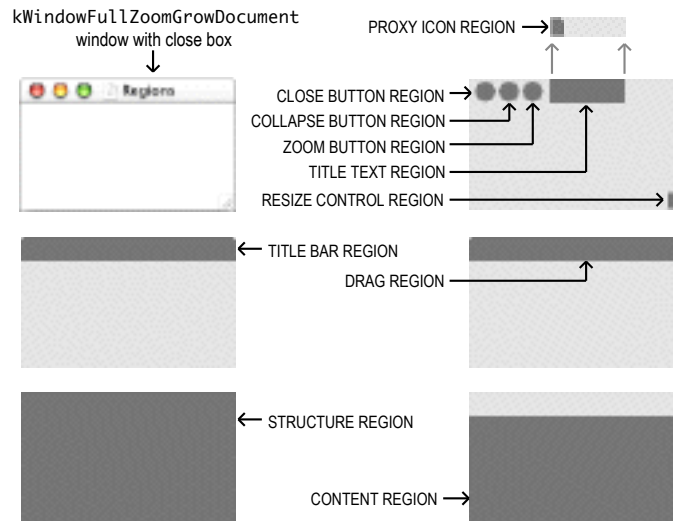 kWindowFullZoomGrowDocument
window with close box
PROXY ICON REGION
Regions
CLOSE BUTTON REGION
COLLAPSE BUTTON REGION
ZOOM BUTTON REGION
TITLE TEXT REGION
RESIZE CONTROL REGION
TITLE BAR REGION
DRAG REGION
STRUCTURE REGION
CONTENT REGION